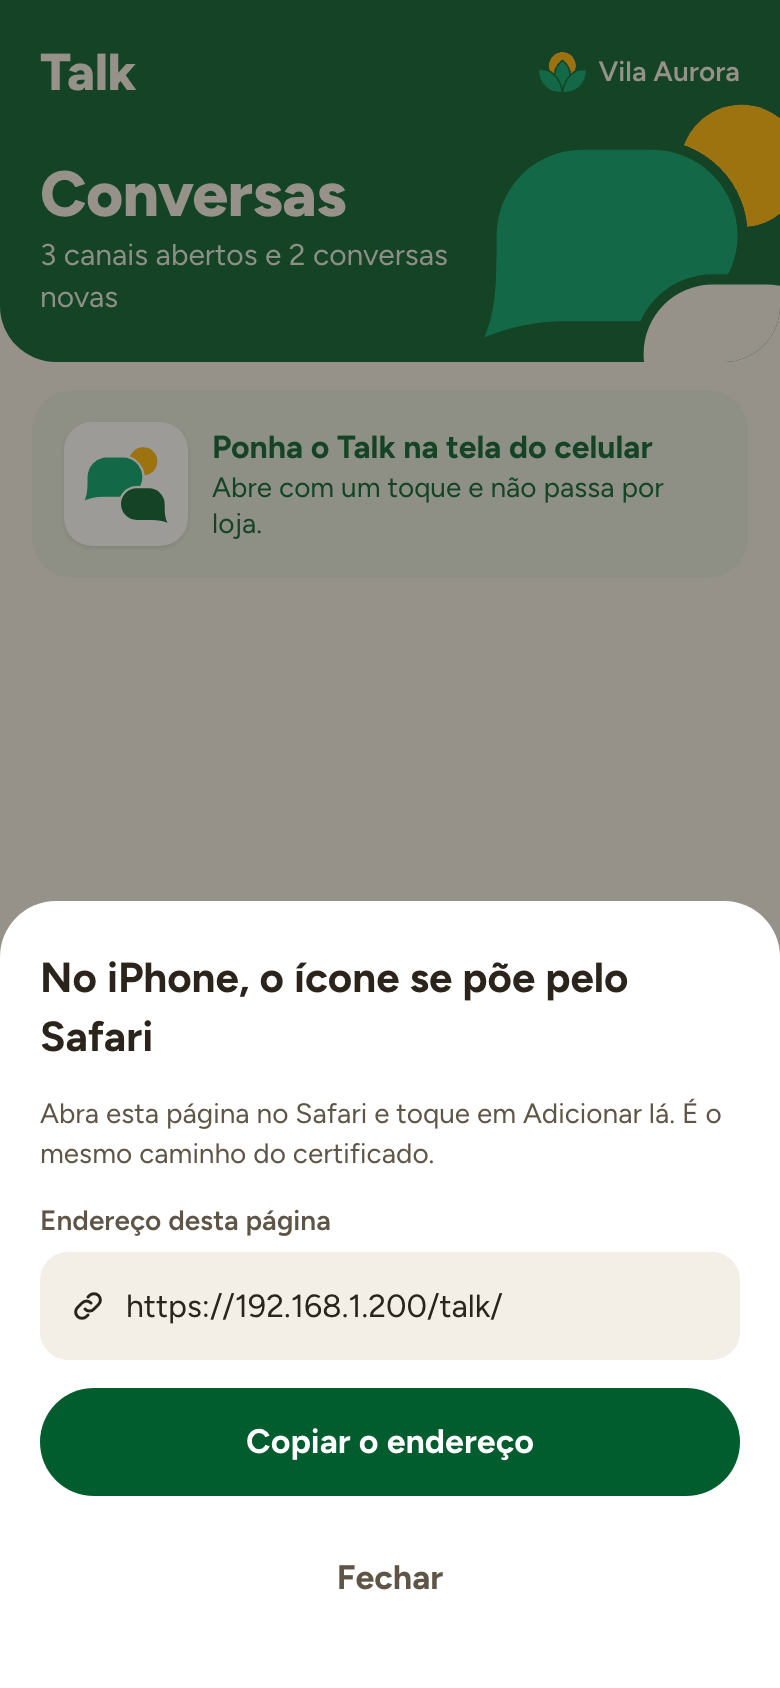 Talk
Vila Aurora
Conversas
3 canais abertos e 2 conversas
novas
Ponha o Talk na tela do celular
Abre com um toque e não passa por
loja.
No iPhone, o ícone se põe pelo
Safari
Abra esta página no Safari e toque em Adicionar lá. É o
mesmo caminho do certificado.
Endereço desta página
https://192.168.1.200/talk/
Copiar o endereço
Fechar